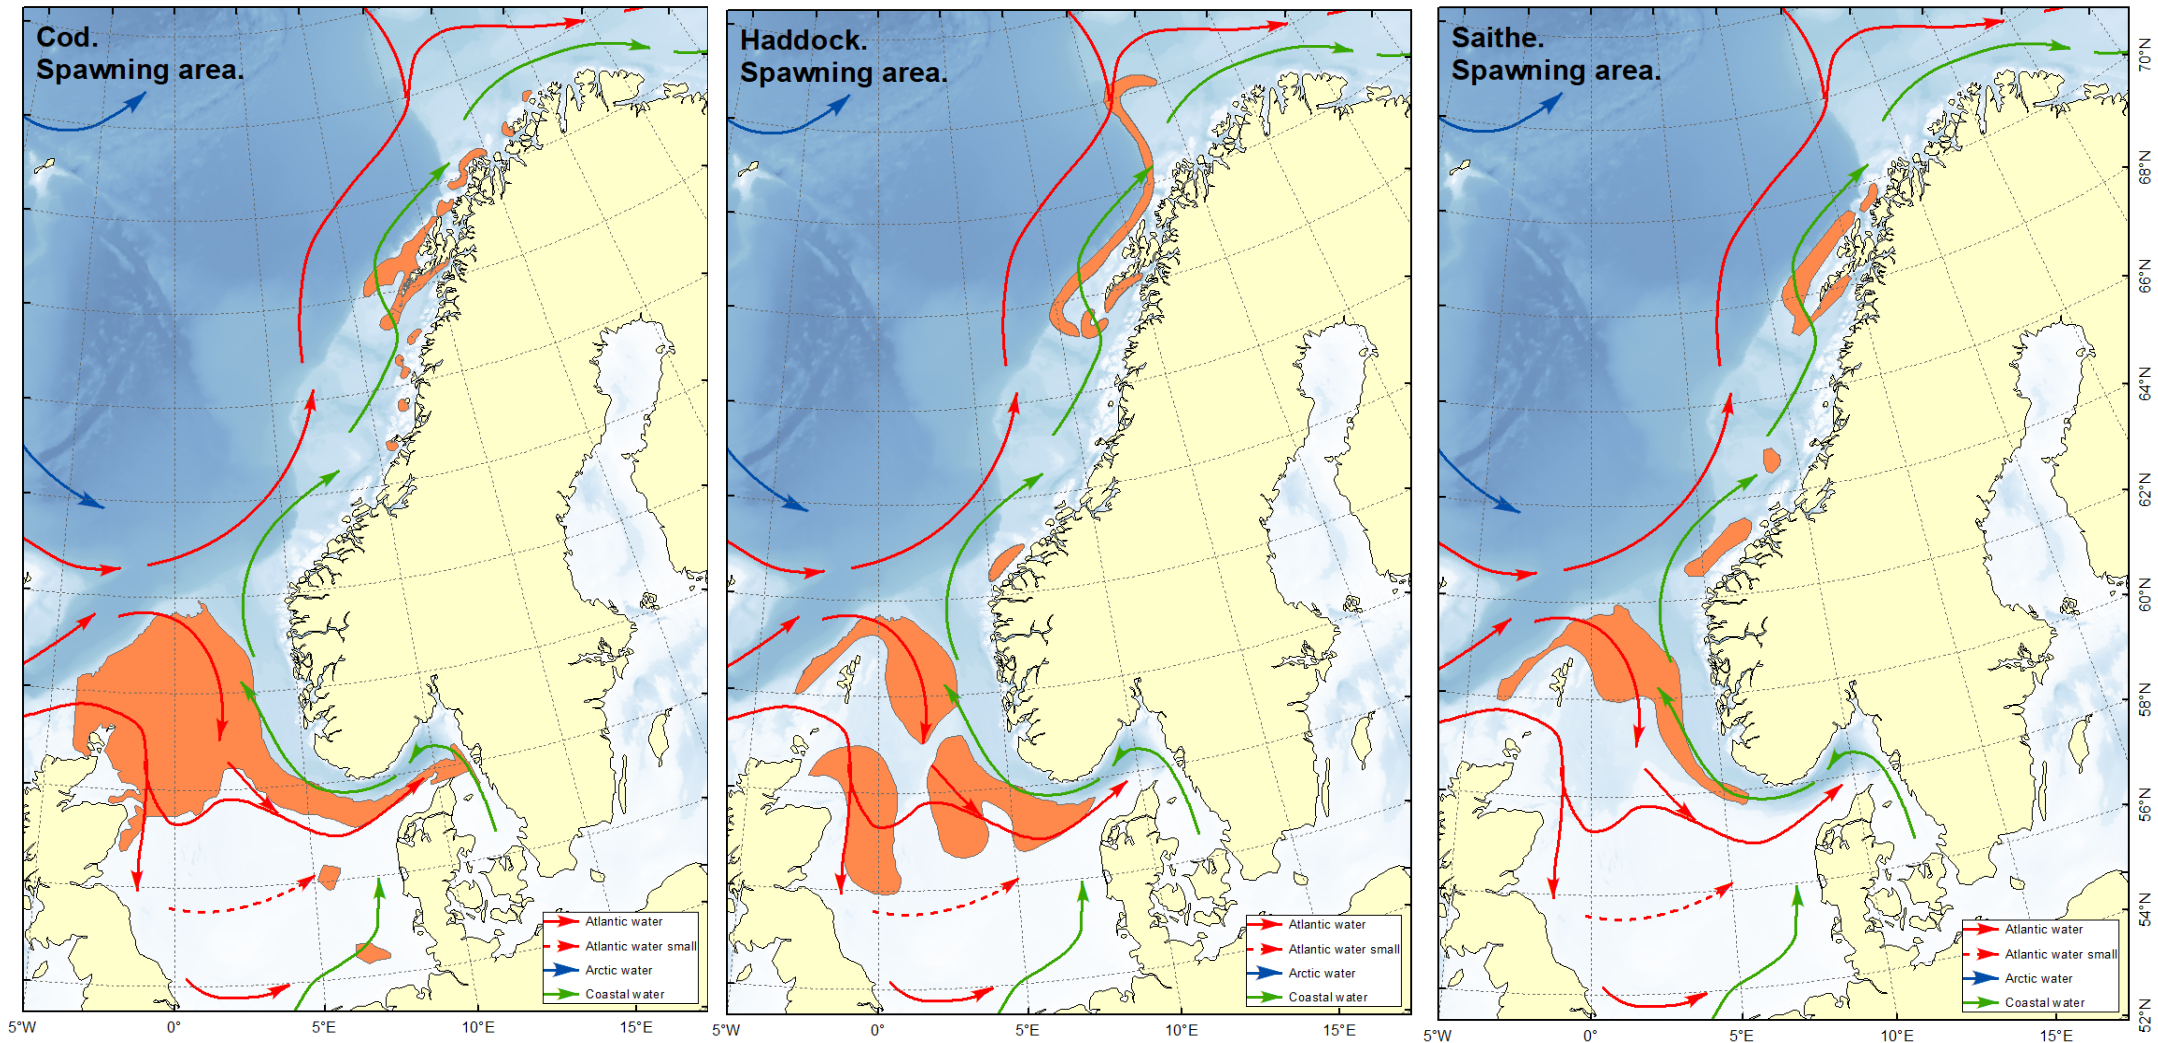 Cod.
Spawning area.
Atlantic water
Atlantic water small
Arctic water
Coastal water
5°W 0° 5°E 10°E 15°E
Haddock.
Spawning area.
Atlantic water
Atlantic water small
Arctic water
Coastal water
5°W 0° 5°E 10°E 15°E
Saithe.
Spawning area.
Atlantic water
Atlantic water small
Arctic water
Coastal water
5°W 0° 5°E 10°E 15°E
70°N
68°N
66°N
64°N
62°N
60°N
58°N
56°N
54°N
52°N